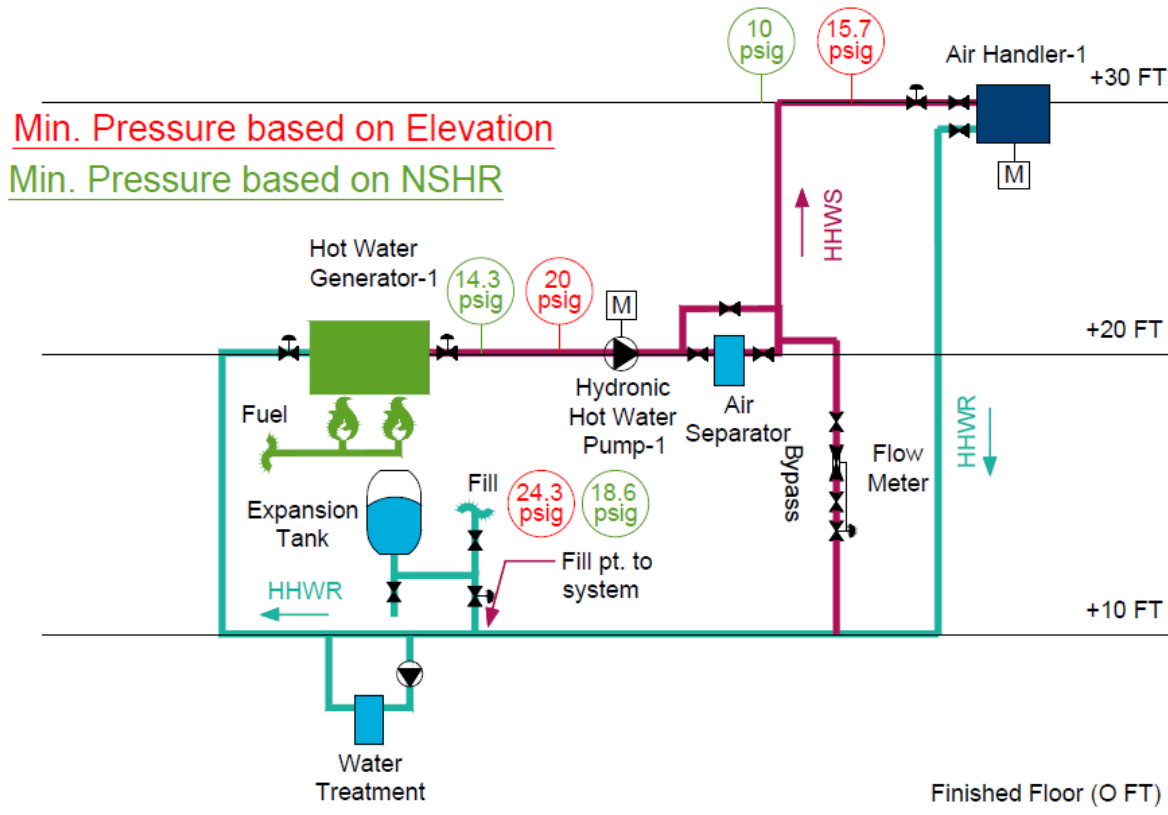 10
psig
15.7
psig
Air Handler-1
+30 FT
Min. Pressure based on Elevation
Min. Pressure based on NSHR
M
HHWS
Hot Water
Generator-1
14.3
psig
20
psig
M
+20 FT
Fuel
Hydronic
Hot Water
Pump-1
Air
Separator
Bypass
Flow
Meter
HHWR
Expansion
Tank
Fill
24.3
psig
18.6
psig
Fill pt. to
system
HHWR
+10 FT
Water
Treatment
Finished Floor (O FT)